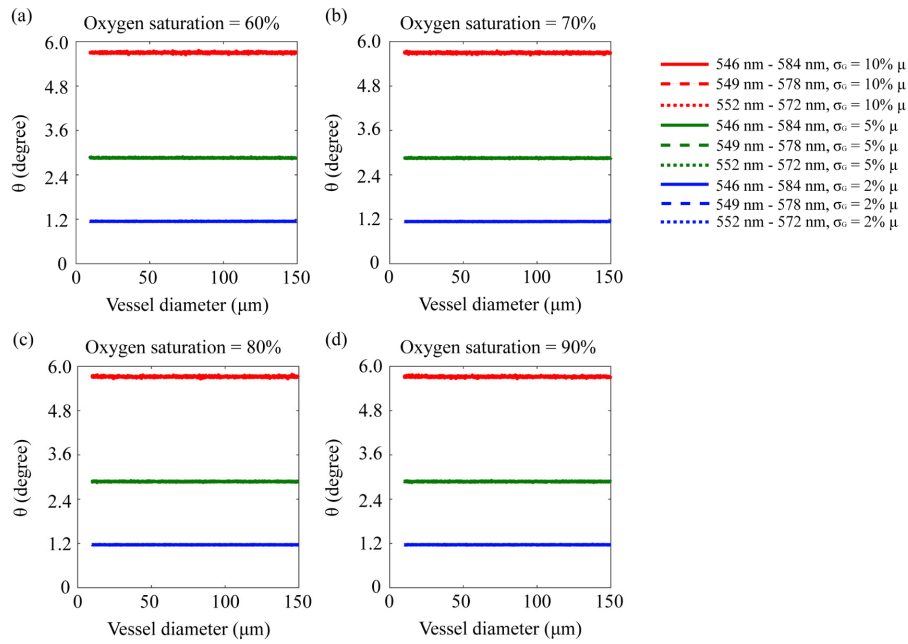 (a)
Oxygen saturation = 60%
6.0
4.8
3.6
2.4
1.2
0
θ (degree)
0
50
100
150
Vessel diameter (μm)
(b)
Oxygen saturation = 70%
6.0
4.8
3.6
2.4
1.2
0
θ (degree)
0
50
100
150
Vessel diameter (μm)
546 nm - 584 nm, σG = 10% μ
549 nm - 578 nm, σG = 10% μ
552 nm - 572 nm, σG = 10% μ
546 nm - 584 nm, σG = 5% μ
549 nm - 578 nm, σG = 5% μ
552 nm - 572 nm, σG = 5% μ
546 nm - 584 nm, σG = 2% μ
549 nm - 578 nm, σG = 2% μ
552 nm - 572 nm, σG = 2% μ
(c)
Oxygen saturation = 80%
6.0
4.8
3.6
2.4
1.2
0
θ (degree)
0
50
100
150
Vessel diameter (μm)
(d)
Oxygen saturation = 90%
6.0
4.8
3.6
2.4
1.2
0
θ (degree)
0
50
100
150
Vessel diameter (μm)